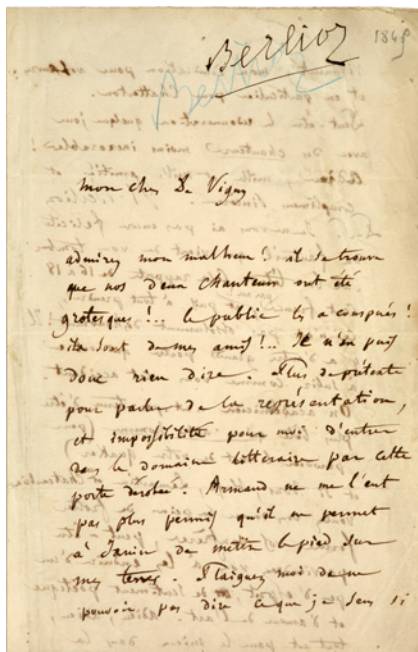 Berlioz
1849
Berlioz
mon cher De Vigny
admirez mon malheur! il se trouve
que nos deux chanteurs ont été
grotesques!.. le public les a conspués!
ils sont de mes amis!.. Je n'en puis
donc rien dire. Plus de prétexte
pour parler de la représentation,
et impossibilité pour moi d'entrer
dans le domaine littéraire par cette
porte derobée. Armand ne me l'eut
pas plus permis qu'il ne permet
à Janin de mettre le pied sur
mes terres. Plaignez moi de ne
pouvoir pas dire ce que je sens si